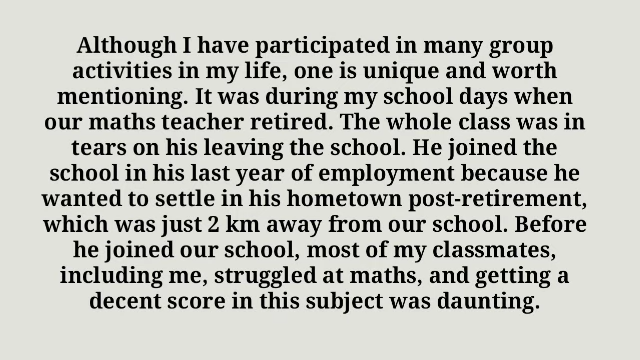 Although I have participated in many group
activities in my life, one is unique and worth
mentioning. It was during my school days when
our maths teacher retired. The whole class was in
tears on his leaving the school. He joined the
school in his last year of employment because he
wanted to settle in his hometown post-retirement,
which was just 2 km away from our school. Before
he joined our school, most of my classmates,
including me, struggled at maths, and getting a
decent score in this subject was daunting.